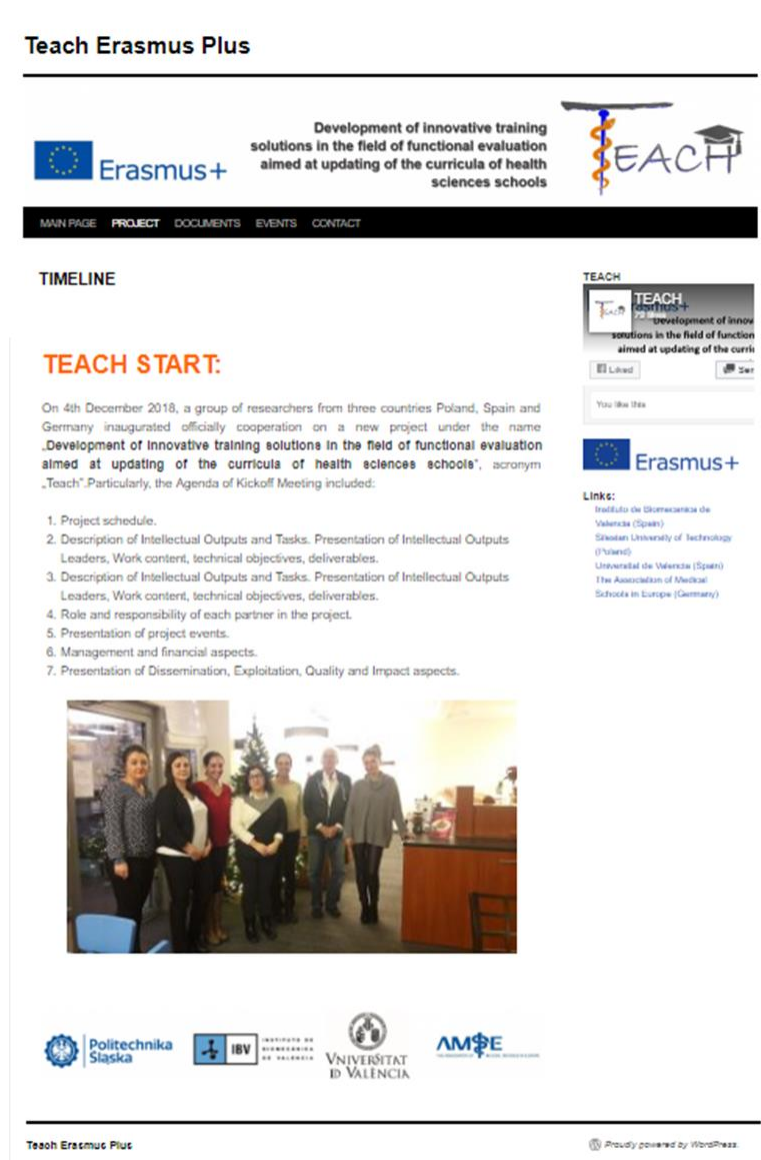 Teach Erasmus Plus
Erasmus+
Development of innovative training
solutions in the field of functional evaluation
aimed at updating of the curricula of health
sciences schools
TEACH
MAIN PAGE PROJECT DOCUMENTS EVENTS CONTACT
TIMELINE
TEACH START:
On 4th December 2018, a group of researchers from three countries Poland, Spain and
Germany inaugurated officially cooperation on a new project under the name
„Development of innovative training solutions in the field of functional evaluation
aimed at updating of the curricula of health sciences schools", acronym
„Teach".Particularly, the Agenda of Kickoff Meeting included:
1. Project schedule.
2. Description of Intellectual Outputs and Tasks. Presentation of Intellectual Outputs
Leaders, Work content, technical objectives, deliverables.
3. Description of Intellectual Outputs and Tasks. Presentation of Intellectual Outputs
Leaders, Work content, technical objectives, deliverables.
4. Role and responsibility of each partner in the project.
5. Presentation of project events.
6. Management and financial aspects.
7. Presentation of Dissemination, Exploitation, Quality and Impact aspects.
TEACH
TEACH
TEACH
Erasmus+
Development of innov
solutions in the field of function
aimed at updating of the curric
Liked
Ser
You like this
Erasmus+
Links:
Instituto de Biomecanica de
Valencia (Spain)
Silesian University of Technology
(Poland)
Universitat de Valencia (Spain)
The Association of Medical
Schools in Europe (Germany)
Politechnika
Śląska
IBV
INSTITUTO DE
BIOMECÁNICA
DE VALENCIA
VNIVERSITAT
ID VALÈNCIA
AMSE
Teach Erasmus Plus
Proudly powered by WordPress.